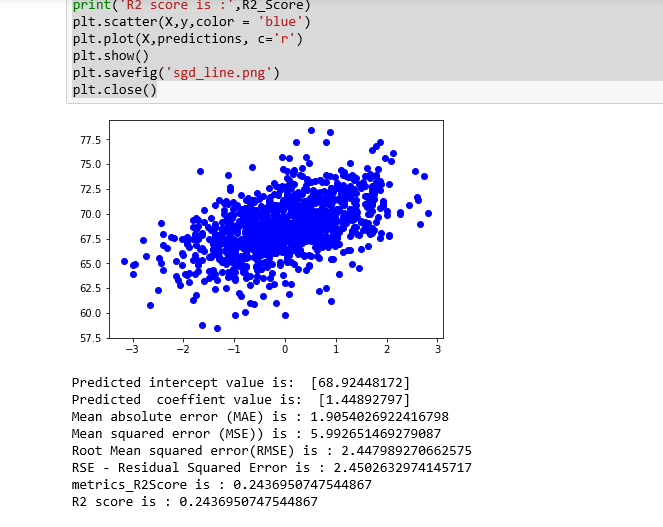 print('R2 score is :',R2_Score)
plt.scatter(X,y,color = 'blue')
plt.plot(X,predictions, c='r')
plt.show()
plt.savefig('sgd_line.png')
plt.close()
77.5
75.0
72.5
70.0
67.5
65.0
62.5
60.0
57.5
−3 −2 −1 0 1 2 3
Predicted intercept value is:  [68.92448172]
Predicted  coeffient value is:  [1.44892797]
Mean absolute error (MAE) is : 1.9054026922416798
Mean squared error (MSE)) is : 5.992651469279087
Root Mean squared error(RMSE) is : 2.447989270662575
RSE - Residual Squared Error is : 2.4502632974145717
metrics_R2Score is : 0.2436950747544867
R2 score is : 0.2436950747544867